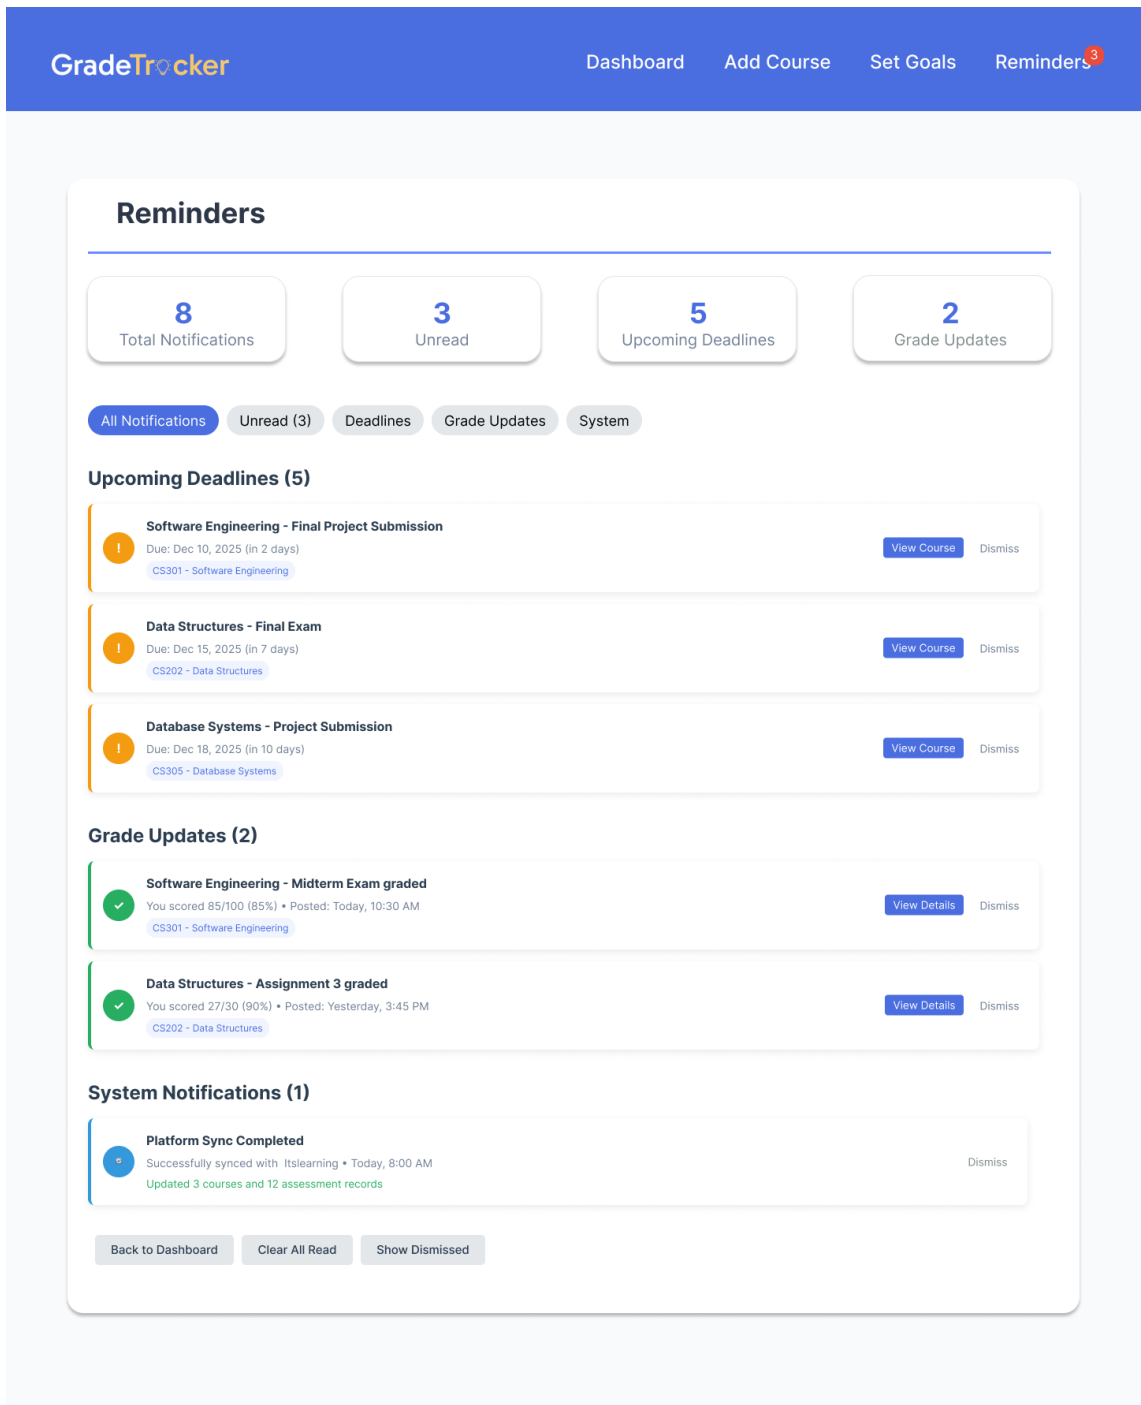 GradeTracker
Dashboard
Add Course
Set Goals
Reminders
3
Reminders
8
Total Notifications
3
Unread
5
Upcoming Deadlines
2
Grade Updates
All Notifications
Unread (3)
Deadlines
Grade Updates
System
Upcoming Deadlines (5)
!
Software Engineering - Final Project Submission
Due: Dec 10, 2025 (in 2 days)
CS301 - Software Engineering
View Course
Dismiss
!
Data Structures - Final Exam
Due: Dec 15, 2025 (in 7 days)
CS202 - Data Structures
View Course
Dismiss
!
Database Systems - Project Submission
Due: Dec 18, 2025 (in 10 days)
CS305 - Database Systems
View Course
Dismiss
Grade Updates (2)
Software Engineering - Midterm Exam graded
You scored 85/100 (85%) • Posted: Today, 10:30 AM
CS301 - Software Engineering
View Details
Dismiss
Data Structures - Assignment 3 graded
You scored 27/30 (90%) • Posted: Yesterday, 3:45 PM
CS202 - Data Structures
View Details
Dismiss
System Notifications (1)
Platform Sync Completed
Successfully synced with  Itslearning • Today, 8:00 AM
Updated 3 courses and 12 assessment records
Dismiss
Back to Dashboard
Clear All Read
Show Dismissed